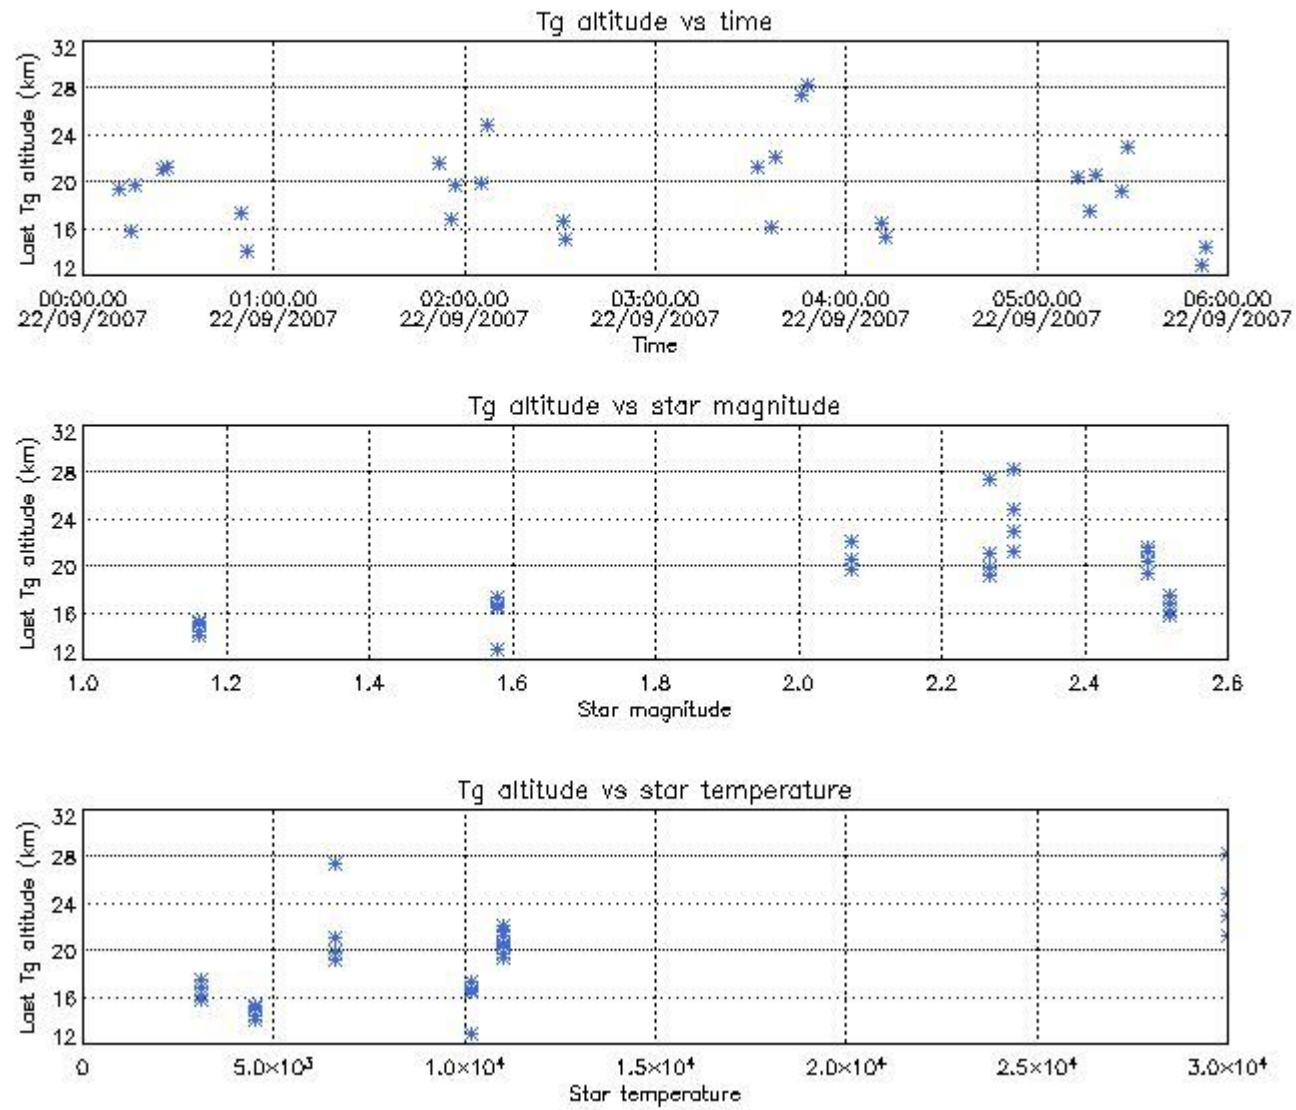 Tg altitude vs time
Last Tg altitude (km)
32
28
24
20
16
12
00:00.00 01:00.00 02:00.00 03:00.00 04:00.00 05:00.00 06:00.00
22/09/2007 22/09/2007 22/09/2007 22/09/2007 22/09/2007 22/09/2007 22/09/2007
Time
Tg altitude vs star magnitude
Last Tg altitude (km)
32
28
24
20
16
12
1.0 1.2 1.4 1.6 1.8 2.0 2.2 2.4 2.6
Star magnitude
Tg altitude vs star temperature
Last Tg altitude (km)
32
28
24
20
16
12
0 5.0×10³ 1.0×10⁴ 1.5×10⁴ 2.0×10⁴ 2.5×10⁴ 3.0×10⁴
Star temperature